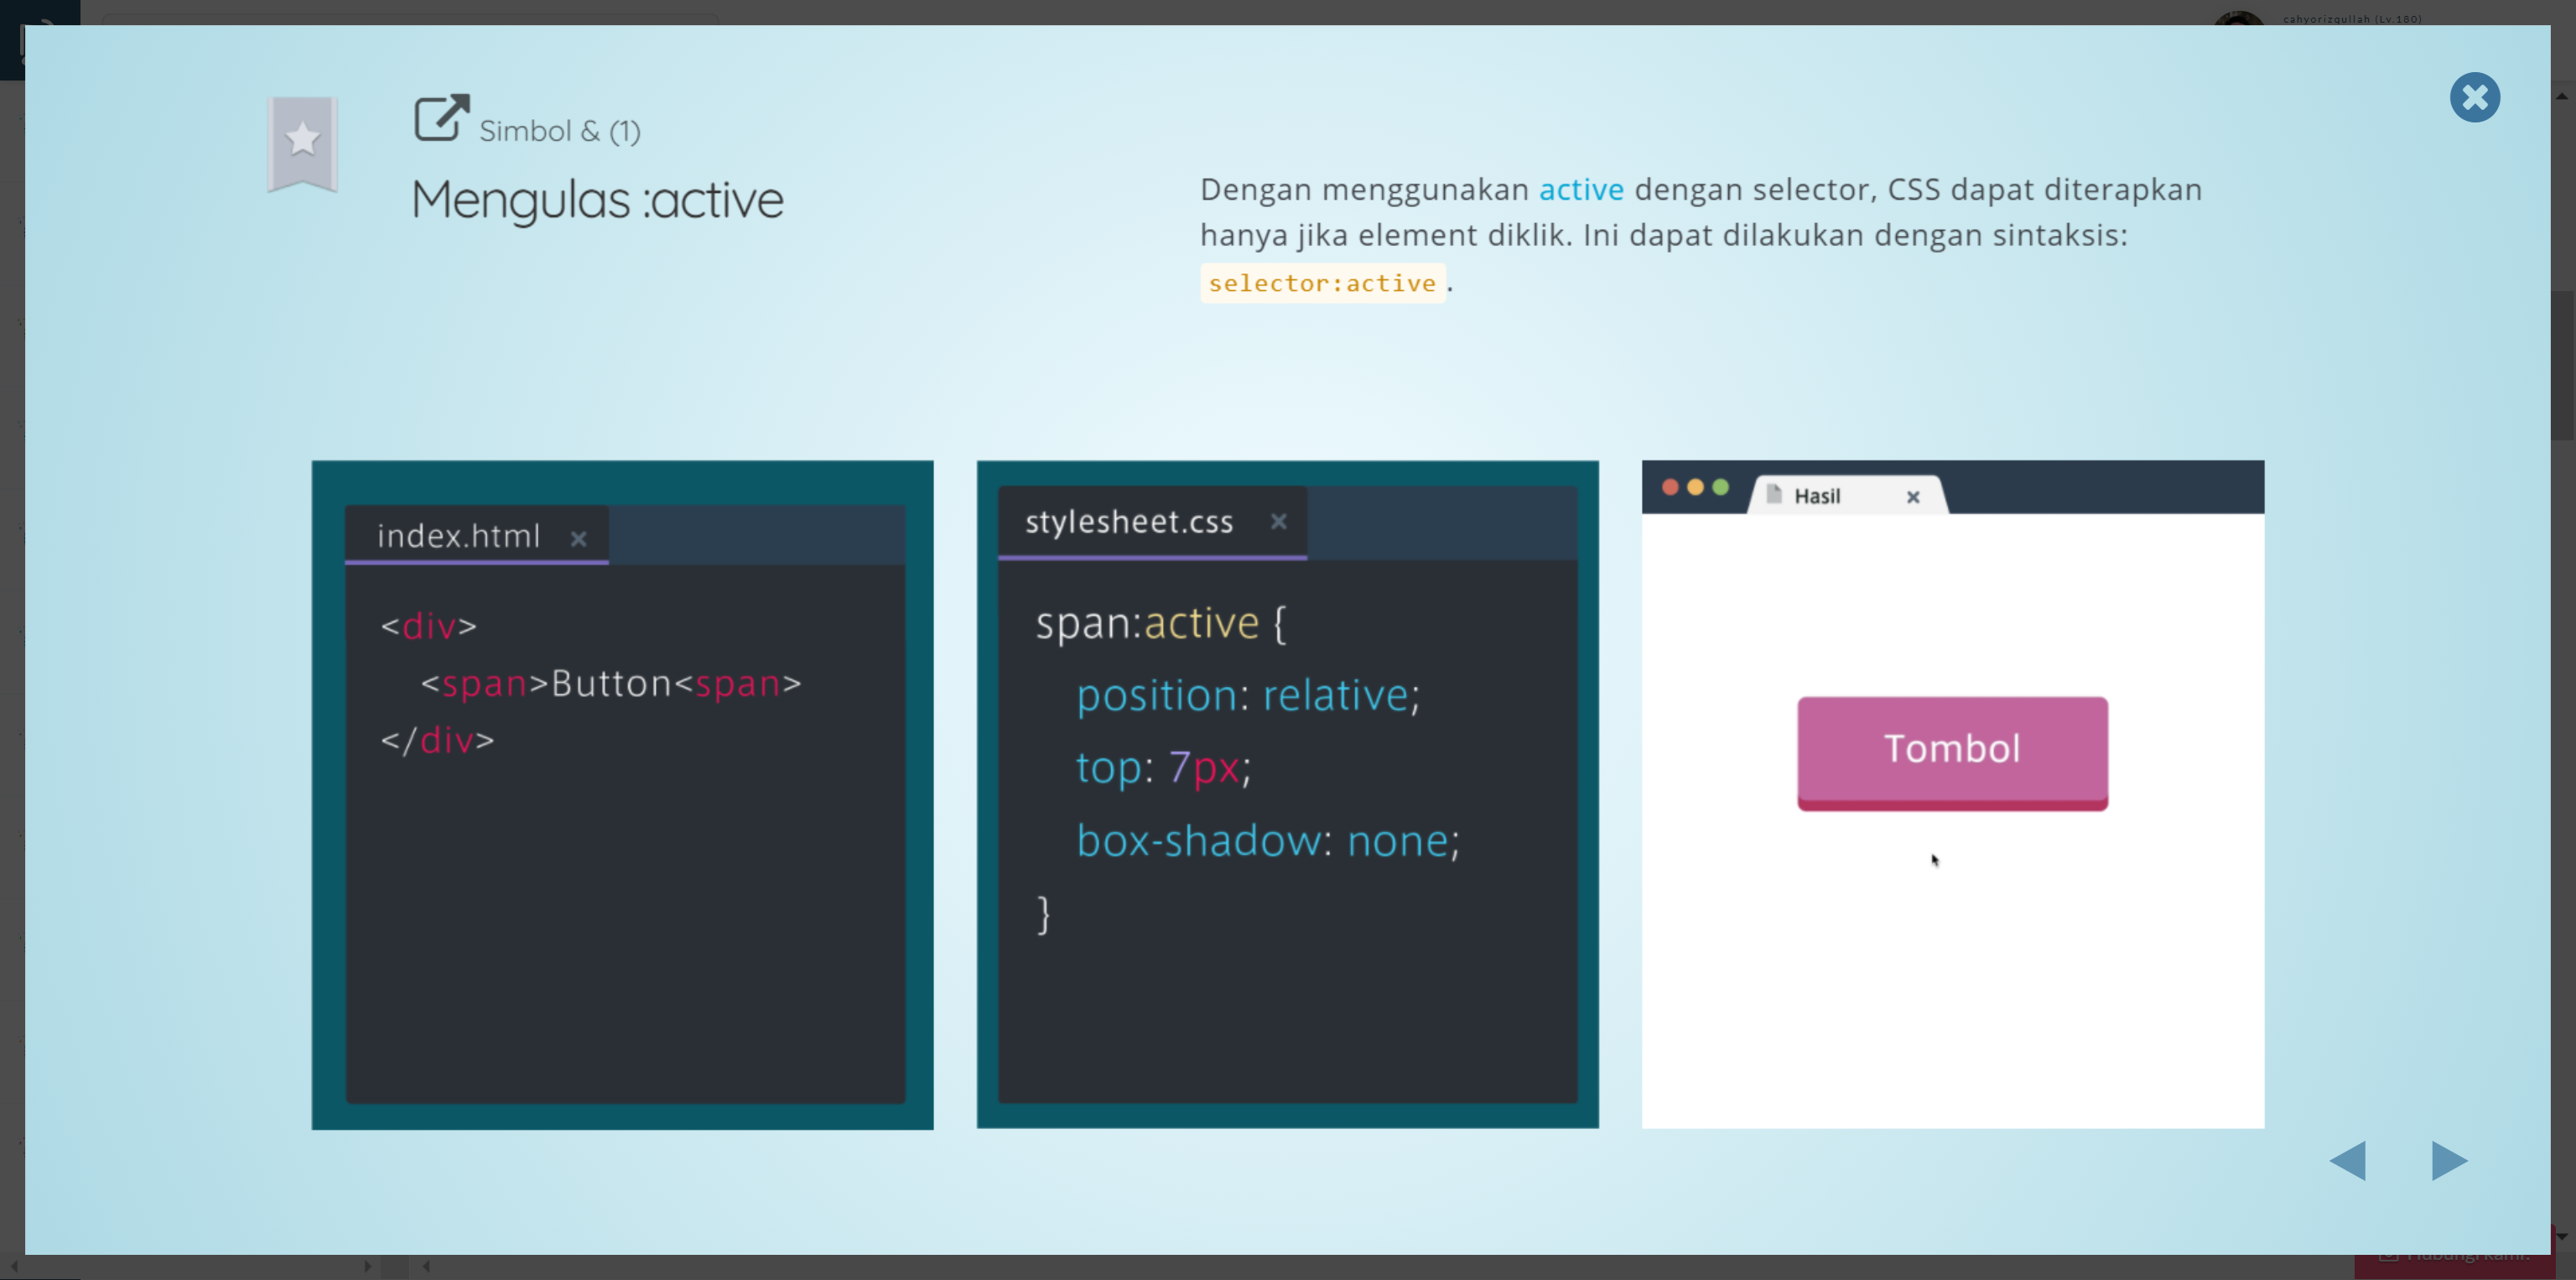 cahyorizqullah (Lv.180)
Simbol & (1)
Mengulas :active
Dengan menggunakan active dengan selector, CSS dapat diterapkan
hanya jika element diklik. Ini dapat dilakukan dengan sintaksis:
selector:active.
index.html ×
<div>
<span>Button<span>
</div>
stylesheet.css ×
span:active {
position: relative;
top: 7px;
box-shadow: none;
}
Hasil ×
Tombol
Hubungi kami!